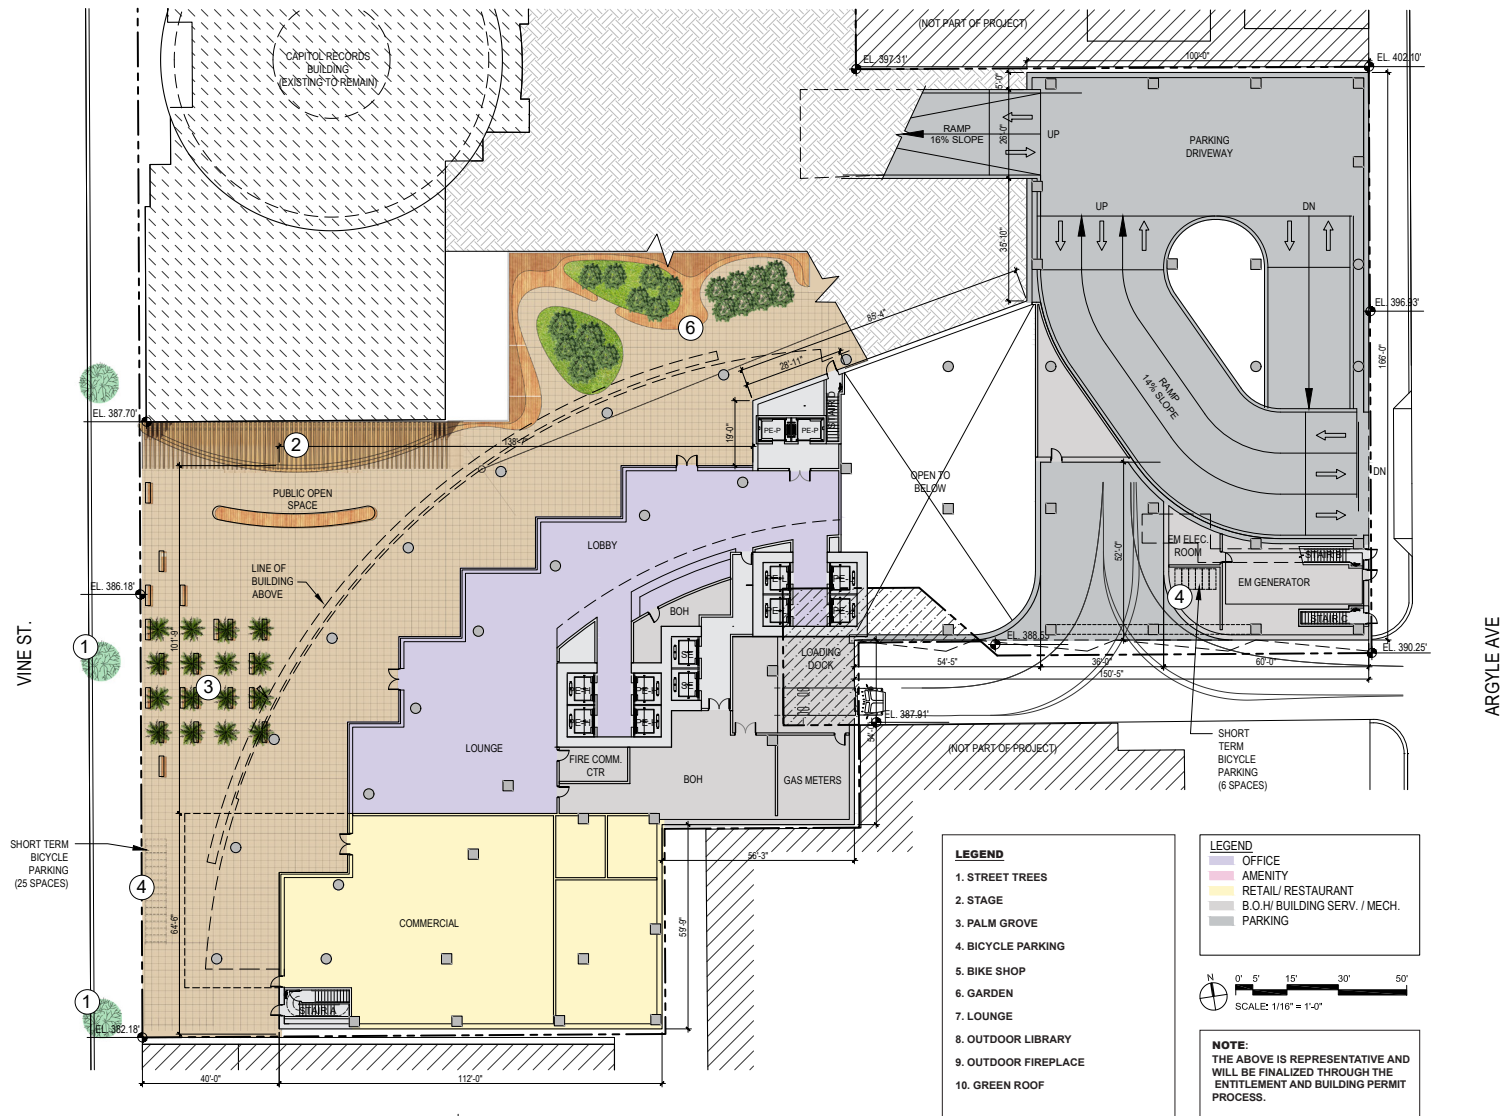 (NOT PART OF PROJECT)
CAPITOL RECORDS
BUILDING
(EXISTING TO REMAIN)
EL. 397.31'
100'-0"
EL. 402.10'
5'-0"
RAMP
16% SLOPE
26'-0"
UP
PARKING
DRIVEWAY
35'-10"
UP
DN
EL. 396.93'
85'-4"
6
28'-11"
166'-0"
RAMP
14% SLOPE
EL. 387.70'
2
138'-7"
19'-0"
PE-P
PE-P
STAIR D
OPEN TO
BELOW
DN
PUBLIC OPEN
SPACE
LOBBY
52'-0"
EM ELEC.
ROOM
STAIR B
LINE OF
BUILDING
ABOVE
EL. 386.18'
EM GENERATOR
4
BOH
STAIR C
VINE ST.
1
101'-9"
3
SE
SE
LOADING
DOCK
EL. 388.55'
EL. 390.25'
54'-5"
36'-0"
60'-0"
150'-5"
ARGYLE AVE
PE-H
PE-H
EL. 387.91'
LOUNGE
(NOT PART OF PROJECT)
SHORT
TERM
BICYCLE
PARKING
(6 SPACES)
FIRE COMM.
CTR
BOH
GAS METERS
SHORT TERM
BICYCLE
PARKING
(25 SPACES)
4
56'-3"
64'-6"
COMMERCIAL
59'-9"
STAIR A
1
EL. 382.18'
40'-0"
112'-0"
LEGEND
1. STREET TREES
2. STAGE
3. PALM GROVE
4. BICYCLE PARKING
5. BIKE SHOP
6. GARDEN
7. LOUNGE
8. OUTDOOR LIBRARY
9. OUTDOOR FIREPLACE
10. GREEN ROOF
LEGEND
OFFICE
AMENITY
RETAIL/ RESTAURANT
B.O.H/ BUILDING SERV. / MECH.
PARKING
N
0' 5' 15' 30' 50'
SCALE: 1/16" = 1'-0"
NOTE:
THE ABOVE IS REPRESENTATIVE AND
WILL BE FINALIZED THROUGH THE
ENTITLEMENT AND BUILDING PERMIT
PROCESS.